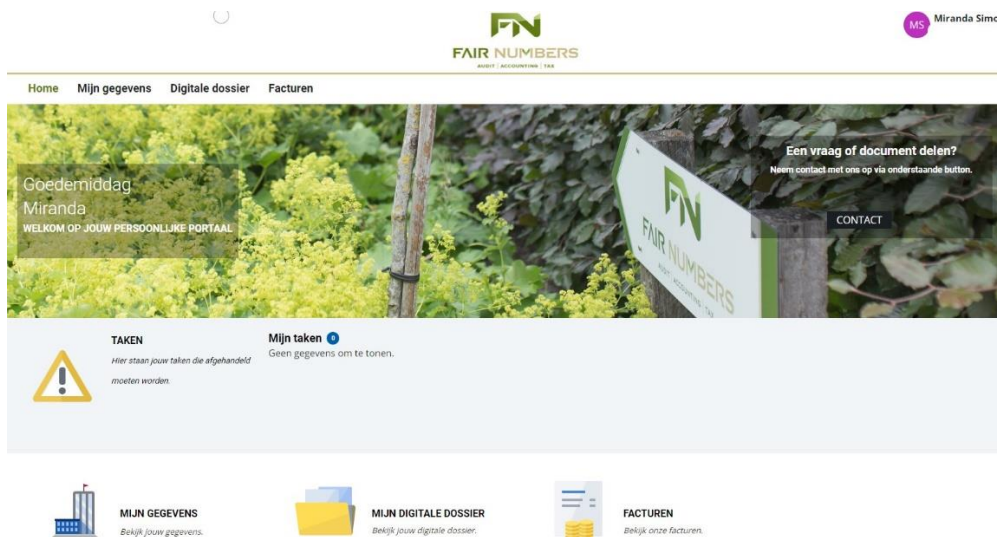 FN
FAIR NUMBERS
AUDIT | ACCOUNTING | TAX
MS
Miranda Simo
Home Mijn gegevens Digitale dossier Facturen
Goedemiddag
Miranda
WELKOM OP JOUW PERSOONLIJKE PORTAAL
FN
FAIR NUMBERS
AUDIT | ACCOUNTING | TAX
Een vraag of document delen?
Neem contact met ons op via onderstaande button.
CONTACT
TAKEN
Hier staan jouw taken die afgehandeld
moeten worden.
Mijn taken 0
Geen gegevens om te tonen.
MIJN GEGEVENS
Bekijk jouw gegevens.
MIJN DIGITALE DOSSIER
Bekijk jouw digitale dossier.
FACTUREN
Bekijk onze facturen.